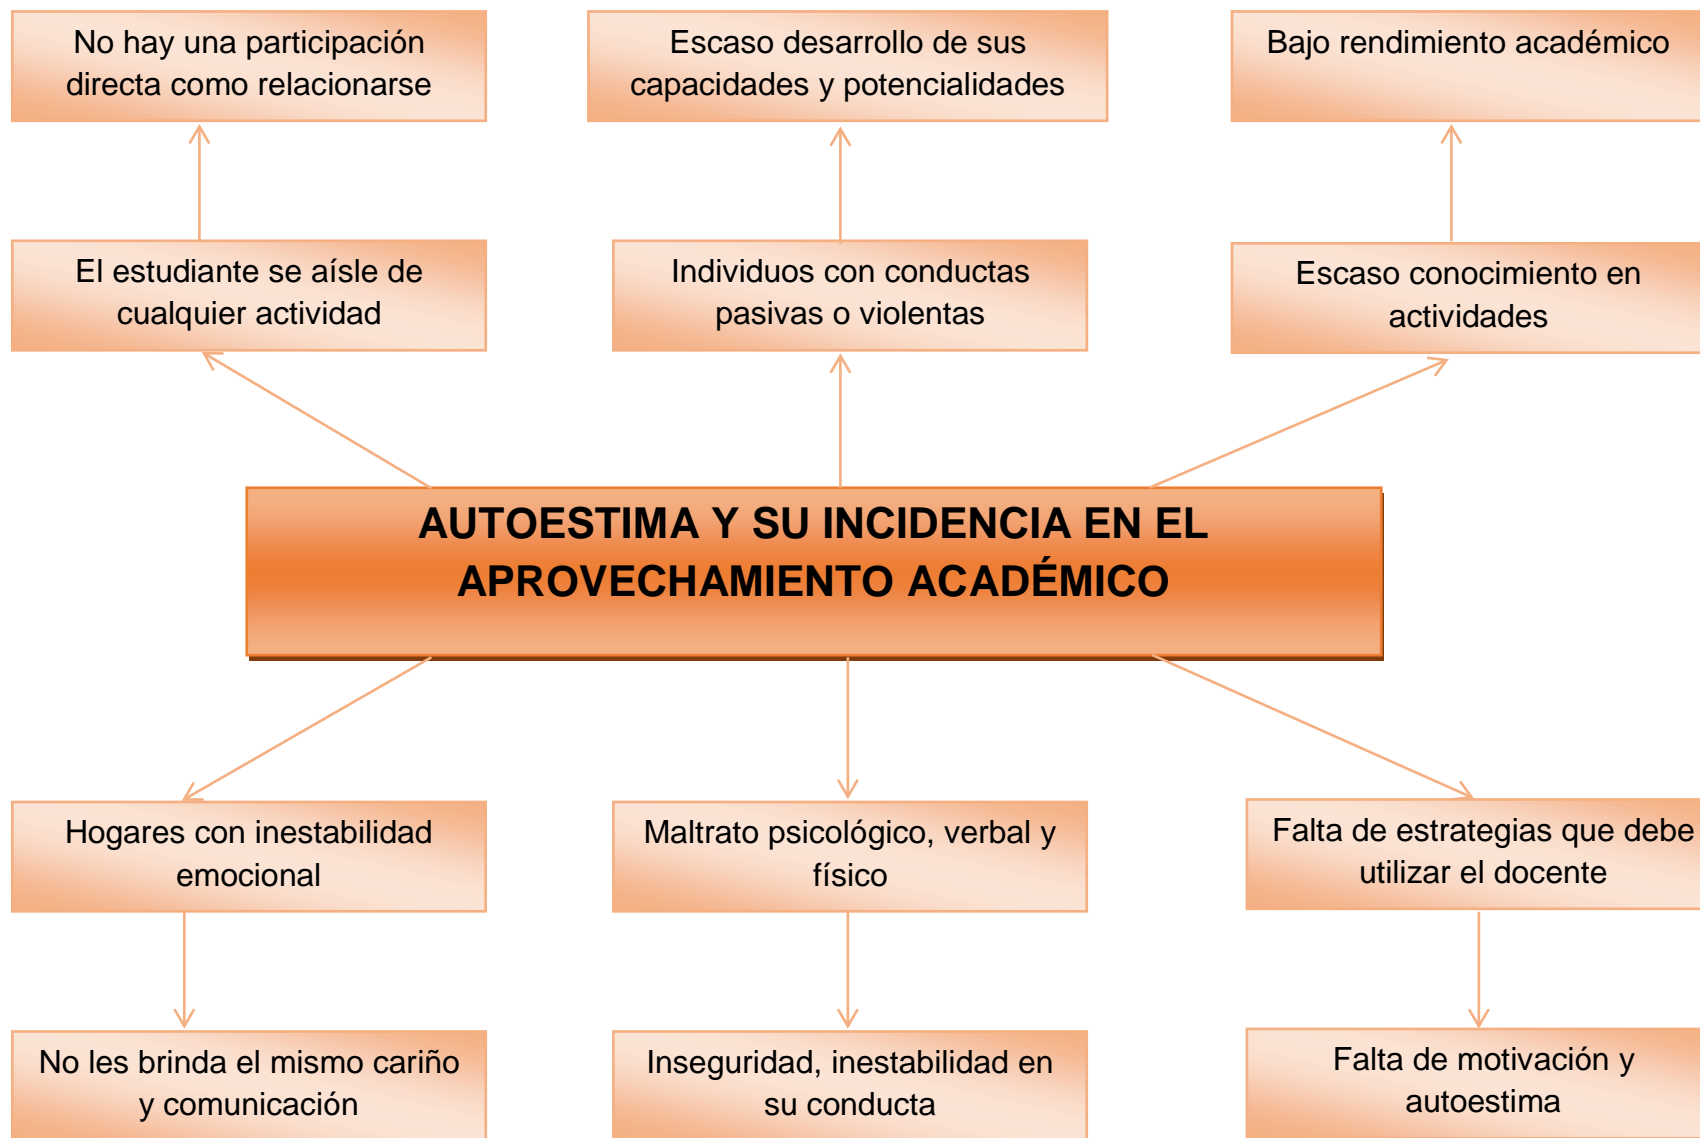 No hay una participación
directa como relacionarse
Escaso desarrollo de sus
capacidades y potencialidades
Bajo rendimiento académico
El estudiante se aísle de
cualquier actividad
Individuos con conductas
pasivas o violentas
Escaso conocimiento en
actividades
AUTOESTIMA Y SU INCIDENCIA EN EL
APROVECHAMIENTO ACADÉMICO
Hogares con inestabilidad
emocional
Maltrato psicológico, verbal y
físico
Falta de estrategias que debe
utilizar el docente
No les brinda el mismo cariño
y comunicación
Inseguridad, inestabilidad en
su conducta
Falta de motivación y
autoestima